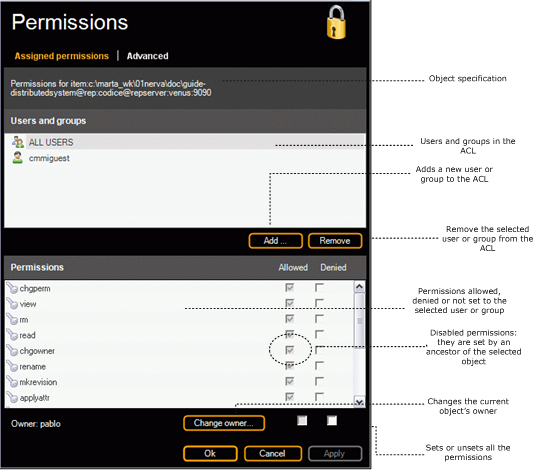 Permissions
Assigned permissions | Advanced
Permissions for item:c:\marta_wk\01nerva\doc\guide-
distributedsystem@rep:codice@repserver:venus:9090
Object specification
Users and groups
ALL USERS
Users and groups in the
ACL
cmmiguest
Adds a new user or
group to the ACL
Add ...
Remove
Remove the selected
user or group from the
ACL
Permissions
Allowed
Denied
chgperm
view
rm
read
chgowner
rename
mkrevision
applyattr
Permissions allowed,
denied or not set to the
selected user or group
Disabled permissions:
they are set by an
ancestor of the selected
object
Changes the current
object's owner
Owner: pablo
Change owner...
Sets or unsets all the
permissions
Ok
Cancel
Apply